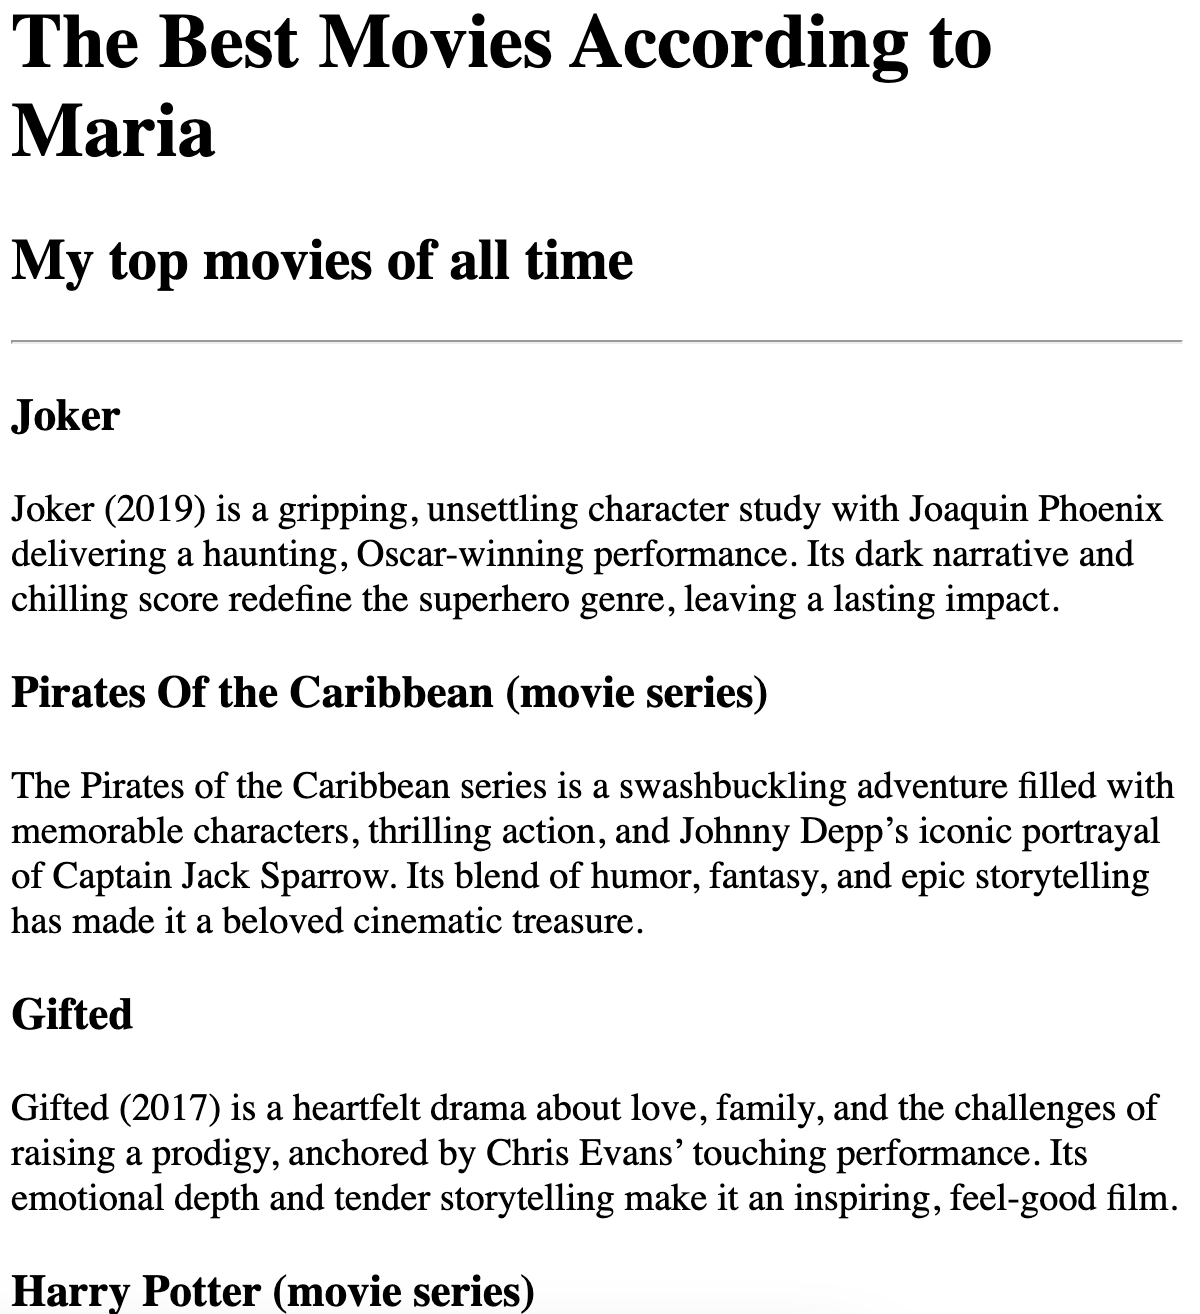 The Best Movies According to
Maria
My top movies of all time
Joker
Joker (2019) is a gripping, unsettling character study with Joaquin Phoenix
delivering a haunting, Oscar-winning performance. Its dark narrative and
chilling score redefine the superhero genre, leaving a lasting impact.
Pirates Of the Caribbean (movie series)
The Pirates of the Caribbean series is a swashbuckling adventure filled with
memorable characters, thrilling action, and Johnny Depp’s iconic portrayal
of Captain Jack Sparrow. Its blend of humor, fantasy, and epic storytelling
has made it a beloved cinematic treasure.
Gifted
Gifted (2017) is a heartfelt drama about love, family, and the challenges of
raising a prodigy, anchored by Chris Evans’ touching performance. Its
emotional depth and tender storytelling make it an inspiring, feel-good film.
Harry Potter (movie series)